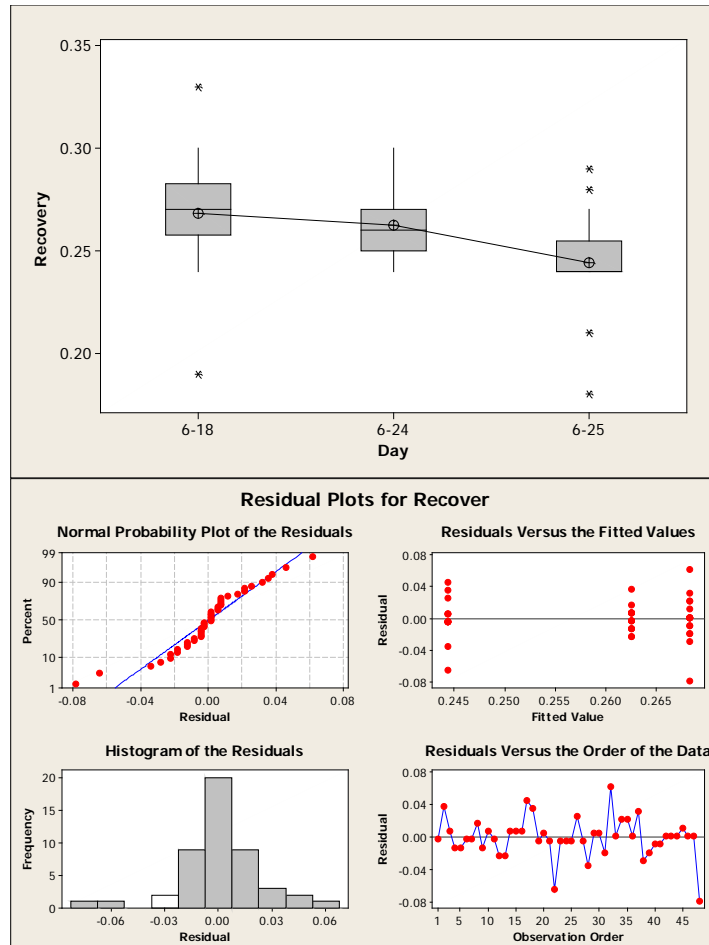 0.35
0.30
0.25
0.20
Recovery
6-18 6-24 6-25
Day
Residual Plots for Recover
Normal Probability Plot of the Residuals
99
90
50
10
1
Percent
-0.08 -0.04 0.00 0.04 0.08
Residual
Residuals Versus the Fitted Values
0.08
0.04
0.00
-0.04
-0.08
Residual
0.245 0.250 0.255 0.260 0.265
Fitted Value
Histogram of the Residuals
20
15
10
5
0
Frequency
-0.06 -0.03 0.00 0.03 0.06
Residual
Residuals Versus the Order of the Data
0.08
0.04
0.00
-0.04
-0.08
Residual
1 5 10 15 20 25 30 35 40 45
Observation Order